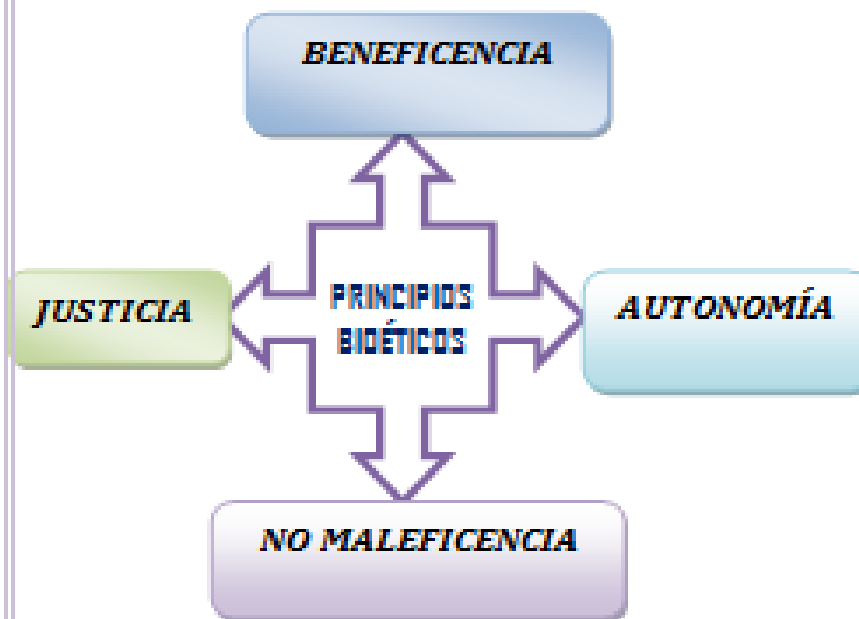 BENEFICENCIA
JUSTICIA
PRINCIPIOS
BIOÉTICOS
AUTONOMÍA
NO MALEFICENCIA